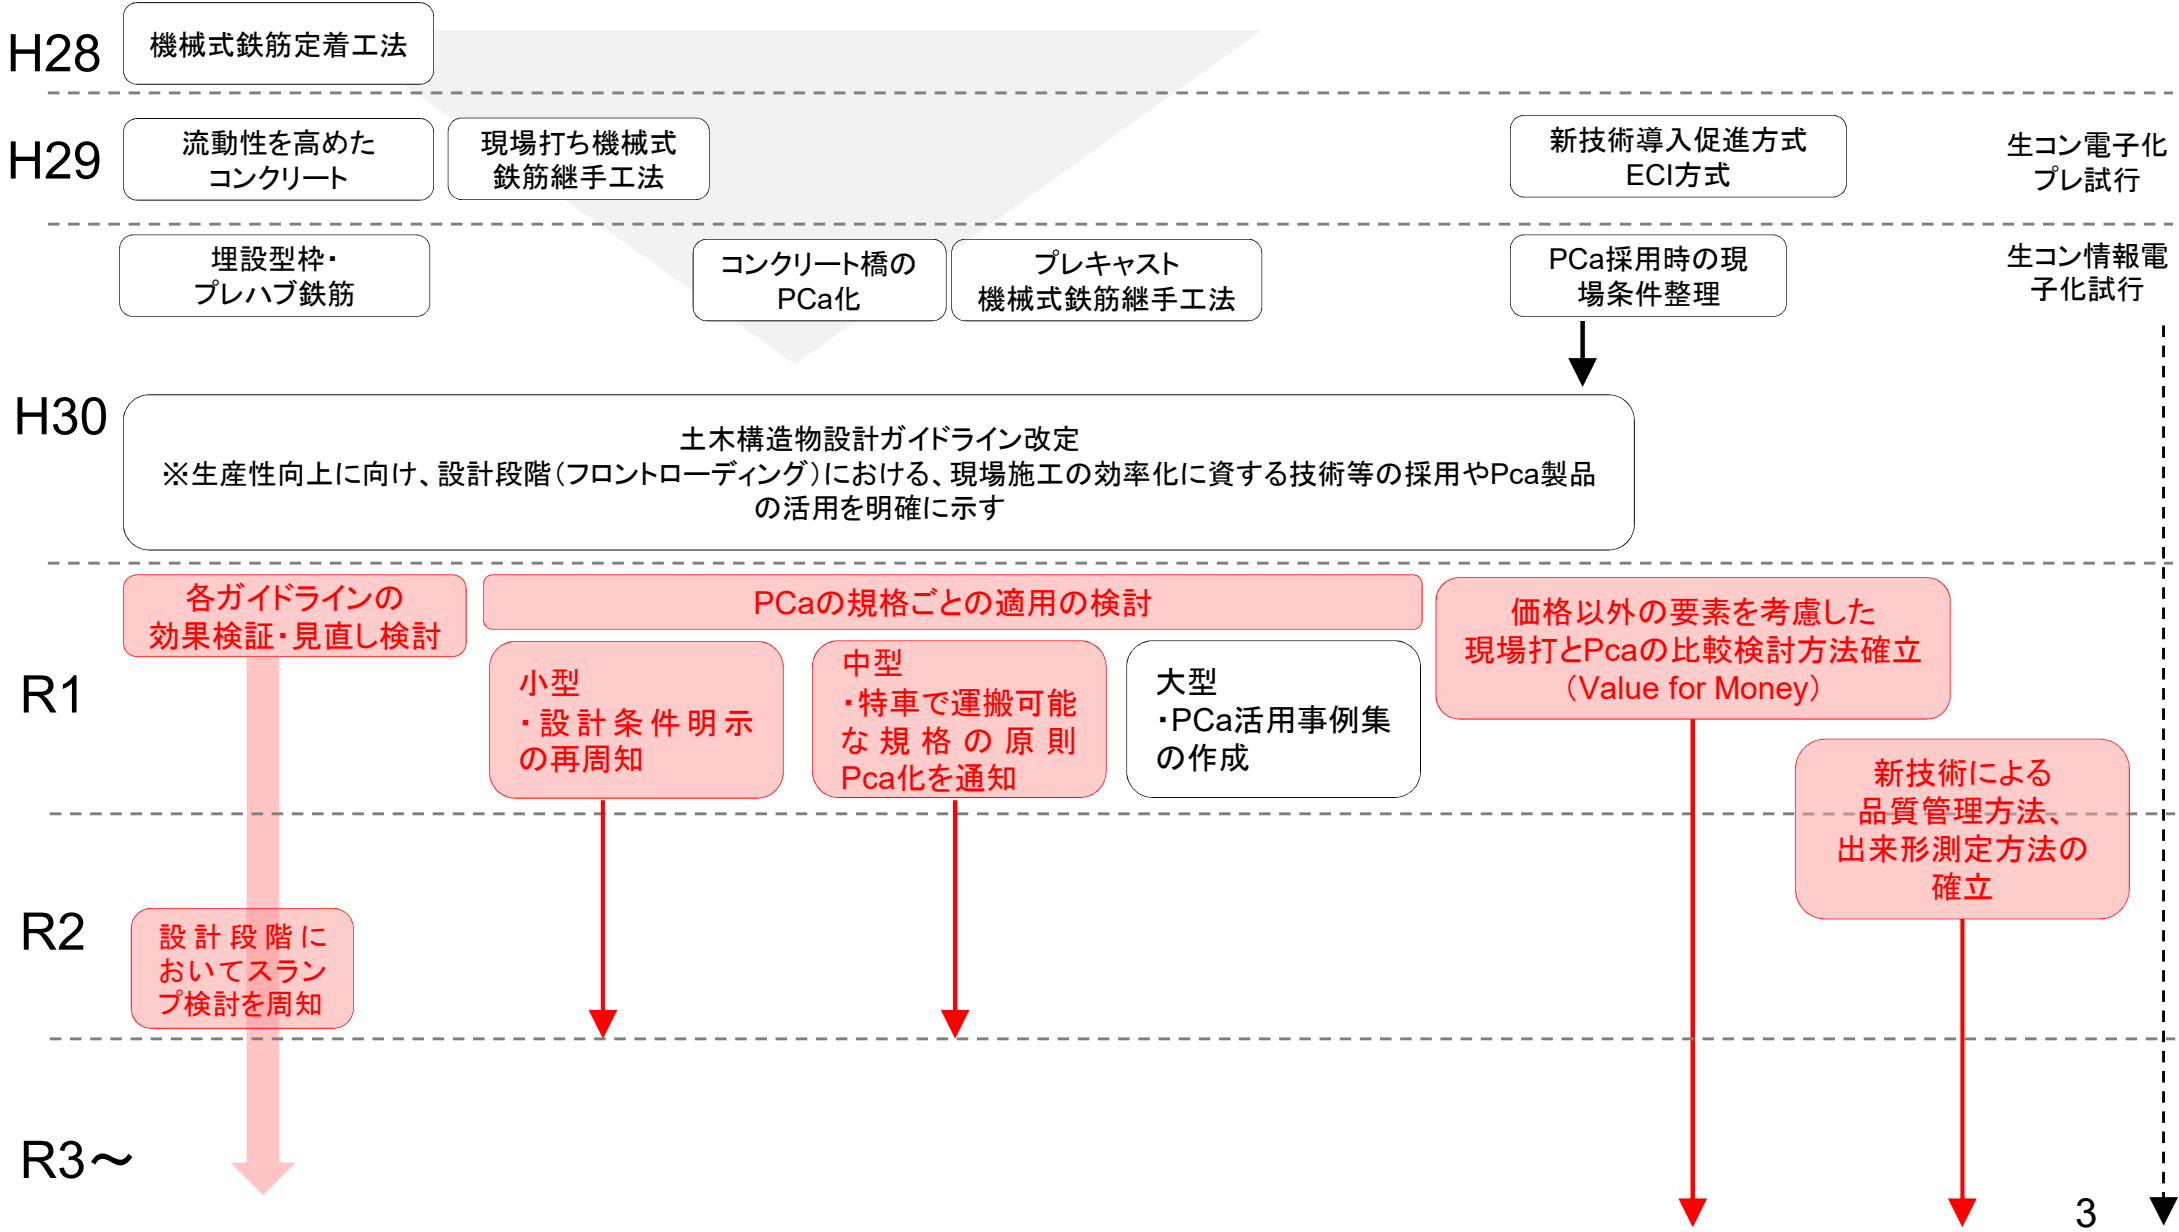 H28
機械式鉄筋定着工法
H29
流動性を高めた
コンクリート
現場打ち機械式
鉄筋継手工法
新技術導入促進方式
ECI方式
生コン電子化
プレ試行
埋設型枠・
プレハブ鉄筋
コンクリート橋の
PCa化
プレキャスト
機械式鉄筋継手工法
PCa採用時の現
場条件整理
生コン情報電
子化試行
H30
土木構造物設計ガイドライン改定
※生産性向上に向け、設計段階（フロントローディング）における、現場施工の効率化に資する技術等の採用やPca製品
の活用を明確に示す
R1
各ガイドラインの
効果検証・見直し検討
PCaの規格ごとの適用の検討
小型
・設計条件明示
の再周知
中型
・特車で運搬可能
な規格の原則
Pca化を通知
大型
・PCa活用事例集
の作成
価格以外の要素を考慮した
現場打とPcaの比較検討方法確立
（Value for Money）
新技術による
品質管理方法、
出来形測定方法の
確立
R2
設計段階に
おいてスラン
プ検討を周知
R3～
3